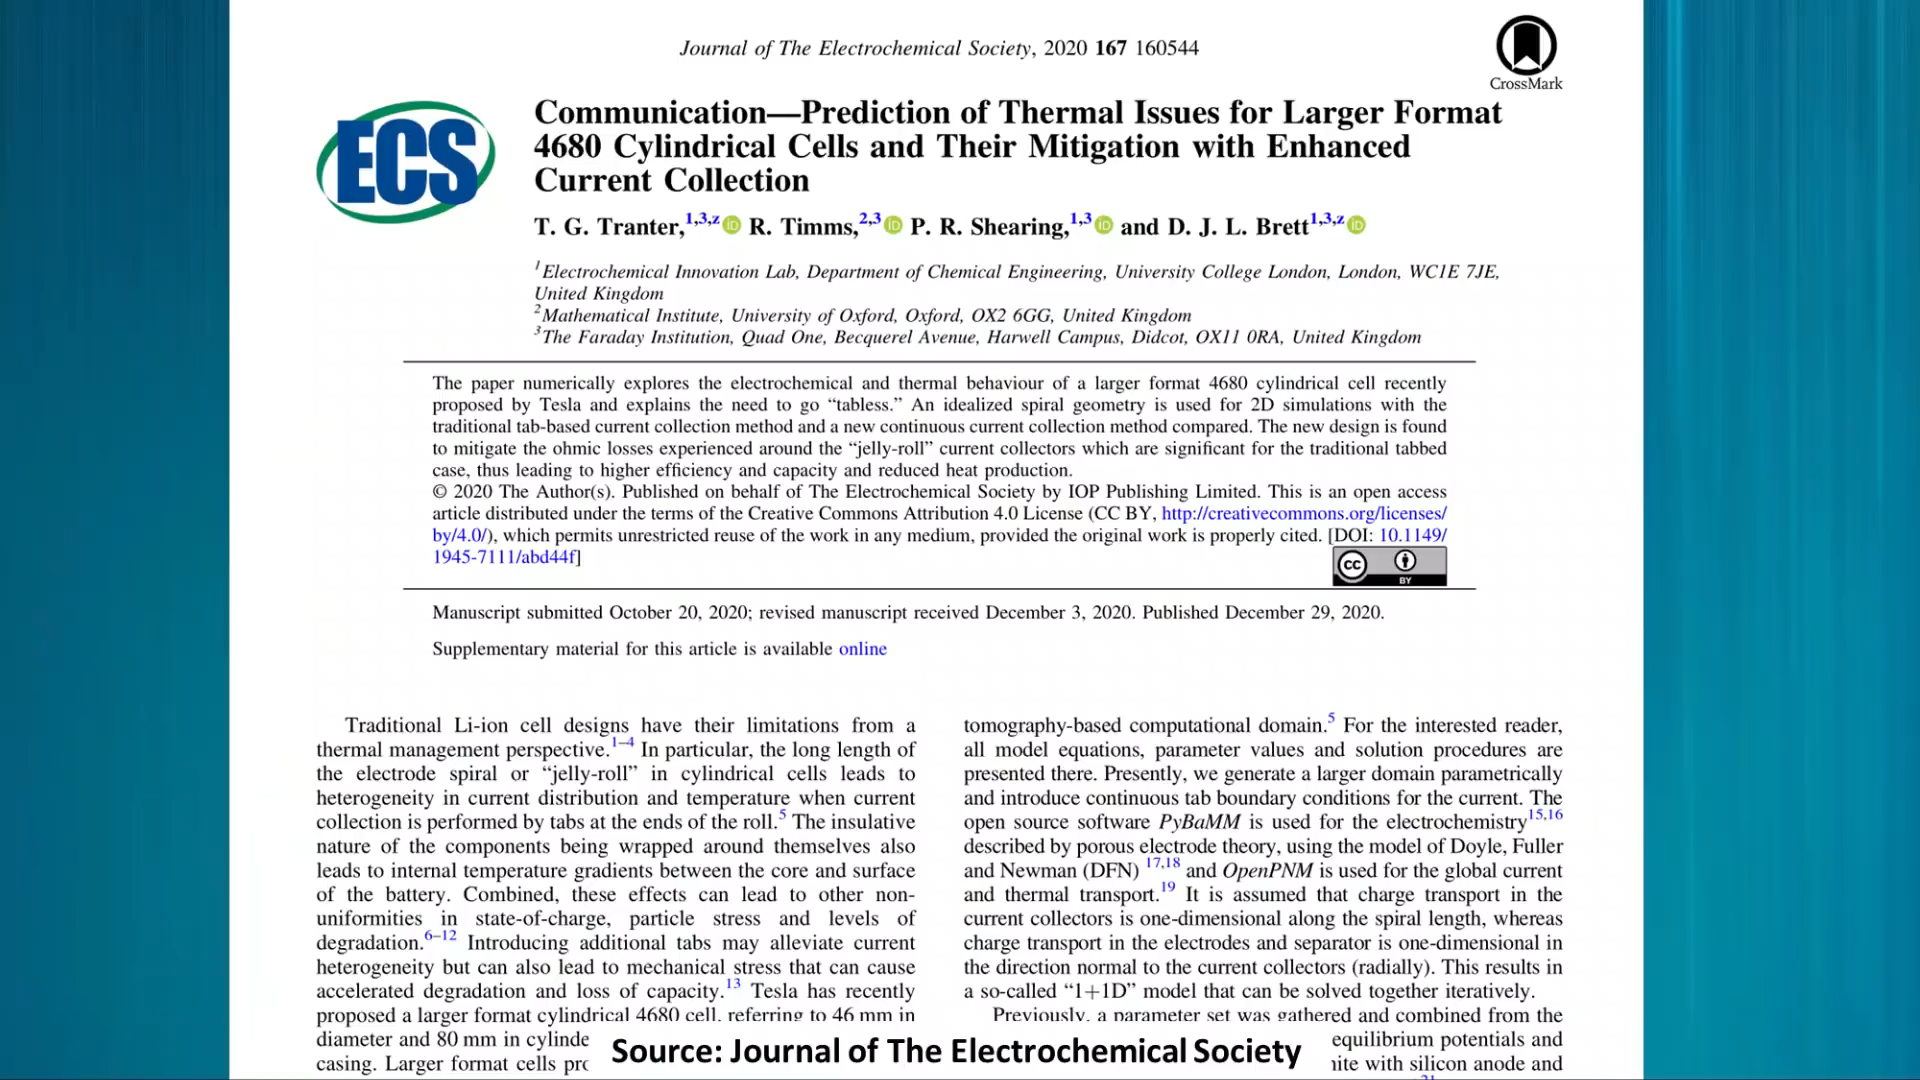 Journal of The Electrochemical Society, 2020 167 160544
CrossMark
ECS
Communication—Prediction of Thermal Issues for Larger Format
4680 Cylindrical Cells and Their Mitigation with Enhanced
Current Collection
T. G. Tranter,1,3,z iD R. Timms,2,3 iD P. R. Shearing,1,3 iD and D. J. L. Brett1,3,z iD
1Electrochemical Innovation Lab, Department of Chemical Engineering, University College London, London, WC1E 7JE,
United Kingdom
2Mathematical Institute, University of Oxford, Oxford, OX2 6GG, United Kingdom
3The Faraday Institution, Quad One, Becquerel Avenue, Harwell Campus, Didcot, OX11 0RA, United Kingdom
The paper numerically explores the electrochemical and thermal behaviour of a larger format 4680 cylindrical cell recently
proposed by Tesla and explains the need to go “tabless.” An idealized spiral geometry is used for 2D simulations with the
traditional tab-based current collection method and a new continuous current collection method compared. The new design is found
to mitigate the ohmic losses experienced around the “jelly-roll” current collectors which are significant for the traditional tabbed
case, thus leading to higher efficiency and capacity and reduced heat production.
© 2020 The Author(s). Published on behalf of The Electrochemical Society by IOP Publishing Limited. This is an open access
article distributed under the terms of the Creative Commons Attribution 4.0 License (CC BY, http://creativecommons.org/licenses/
by/4.0/), which permits unrestricted reuse of the work in any medium, provided the original work is properly cited. [DOI: 10.1149/
1945-7111/abd44f]
cc BY
Manuscript submitted October 20, 2020; revised manuscript received December 3, 2020. Published December 29, 2020.
Supplementary material for this article is available online
Traditional Li-ion cell designs have their limitations from a
thermal management perspective.1–4 In particular, the long length of
the electrode spiral or “jelly-roll” in cylindrical cells leads to
heterogeneity in current distribution and temperature when current
collection is performed by tabs at the ends of the roll.5 The insulative
nature of the components being wrapped around themselves also
leads to internal temperature gradients between the core and surface
of the battery. Combined, these effects can lead to other non-
uniformities in state-of-charge, particle stress and levels of
degradation.6–12 Introducing additional tabs may alleviate current
heterogeneity but can also lead to mechanical stress that can cause
accelerated degradation and loss of capacity.13 Tesla has recently
proposed a larger format cylindrical 4680 cell, referring to 46 mm in
diameter and 80 mm in cylinde
casing. Larger format cells pro
tomography-based computational domain.5 For the interested reader,
all model equations, parameter values and solution procedures are
presented there. Presently, we generate a larger domain parametrically
and introduce continuous tab boundary conditions for the current. The
open source software PyBaMM is used for the electrochemistry15,16
described by porous electrode theory, using the model of Doyle, Fuller
and Newman (DFN) 17,18 and OpenPNM is used for the global current
and thermal transport.19 It is assumed that charge transport in the
current collectors is one-dimensional along the spiral length, whereas
charge transport in the electrodes and separator is one-dimensional in
the direction normal to the current collectors (radially). This results in
a so-called “1+1D” model that can be solved together iteratively.
Previously, a parameter set was gathered and combined from the
equilibrium potentials and
ite with silicon anode and
Source: Journal of The Electrochemical Society